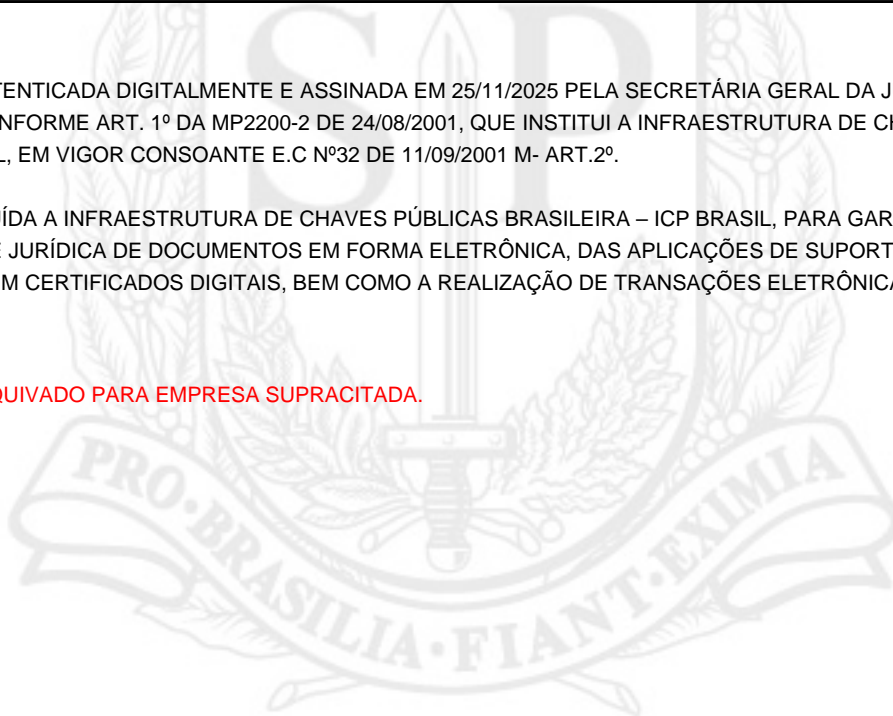 TENTICADA DIGITALMENTE E ASSINADA EM 25/11/2025 PELA SECRETÁRIA GERAL DA J
NFORME ART. 1º DA MP2200-2 DE 24/08/2001, QUE INSTITUI A INFRAESTRUTURA DE CH
L, EM VIGOR CONSOANTE E.C Nº32 DE 11/09/2001 M- ART.2º.
UÍDA A INFRAESTRUTURA DE CHAVES PÚBLICAS BRASILEIRA – ICP BRASIL, PARA GAR
E JURÍDICA DE DOCUMENTOS EM FORMA ELETRÔNICA, DAS APLICAÇÕES DE SUPORT
M CERTIFICADOS DIGITAIS, BEM COMO A REALIZAÇÃO DE TRANSAÇÕES ELETRÔNICA
QUIVADO PARA EMPRESA SUPRACITADA.
SP
PRO·BRASILIA·FIANT·EXIMIA